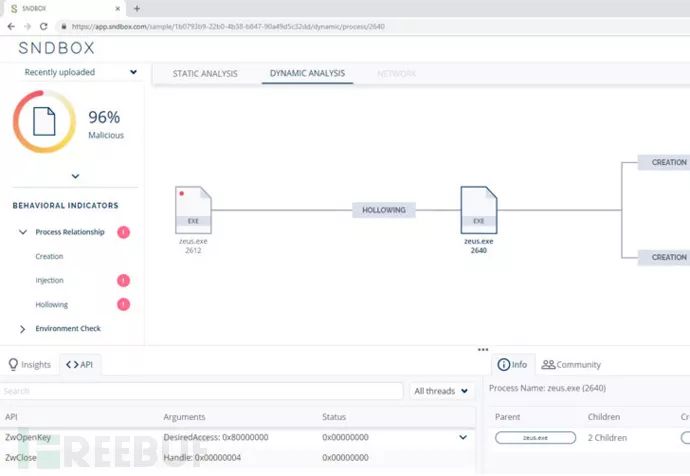 SNDBOX
https://app.sndbox.com/sample/1b0793b9-22b0-4b38-b847-90a49d5c32dd/dynamic/process/2640
SNDBOX
Recently uploaded
STATIC ANALYSIS
DYNAMIC ANALYSIS
NETWORK
96%
Malicious
BEHAVIORAL INDICATORS
Process Relationship
1
Creation
Injection
1
Hollowing
1
Environment Check
EXE
zeus.exe
2612
HOLLOWING
EXE
zeus.exe
2640
CREATION
CREATION
Insights
API
Search
All threads
API
Arguments
Status
ZwOpenKey
DesiredAccess: 0x80000000
0x00000000
ZwClose
Handle: 0x00000004
0x00000000
Info
Community
Process Name: zeus.exe (2640)
Parent
Children
Cr
zeus.exe
2 Children
FREEBUF